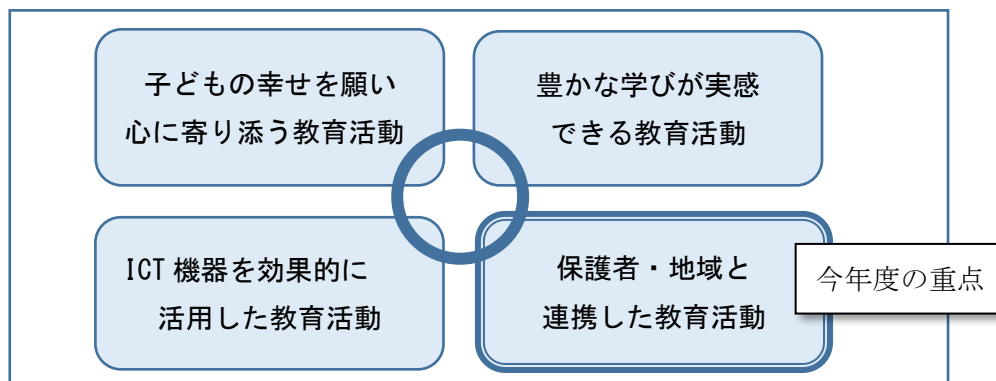 子どもの幸せを願い
心に寄り添う教育活動
豊かな学びが実感
できる教育活動
ICT 機器を効果的に
活用した教育活動
保護者・地域と
連携した教育活動
今年度の重点